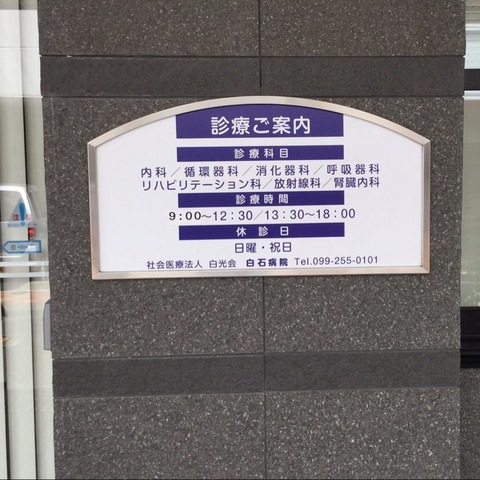 診療ご案内
診療科目
内科／循環器科／消化器科／呼吸器科
リハビリテーション科／放射線科／腎臓内科
診療時間
9:00～12:30/13:30～18:00
休診日
日曜・祝日
社会医療法人 白光会 白石病院 Tel.099-255-0101